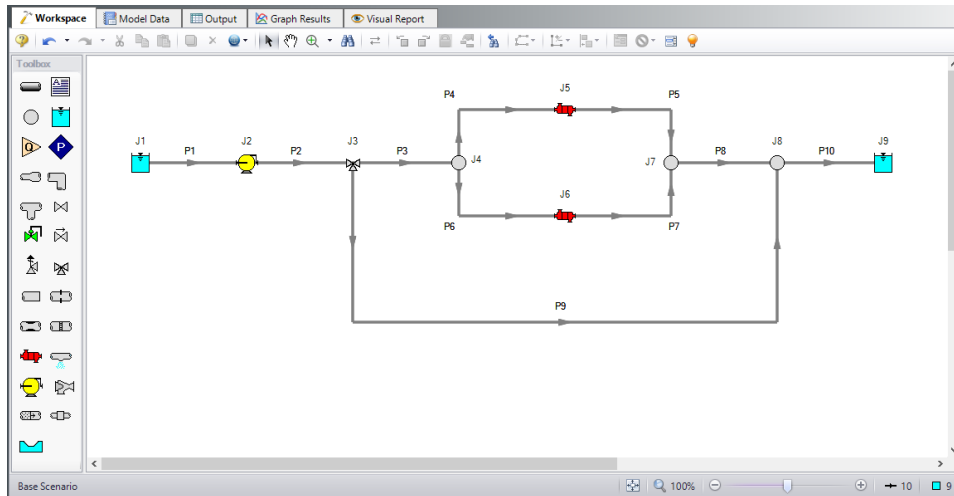 Workspace Model Data Output Graph Results Visual Report
Toolbox
A
Q P
P4 J5 P5
J1 P1 J2 P2 J3 P3 J4 J7 P8 J8 P10 J9
J6
P6 P7
P9
Base Scenario 100% 10 9